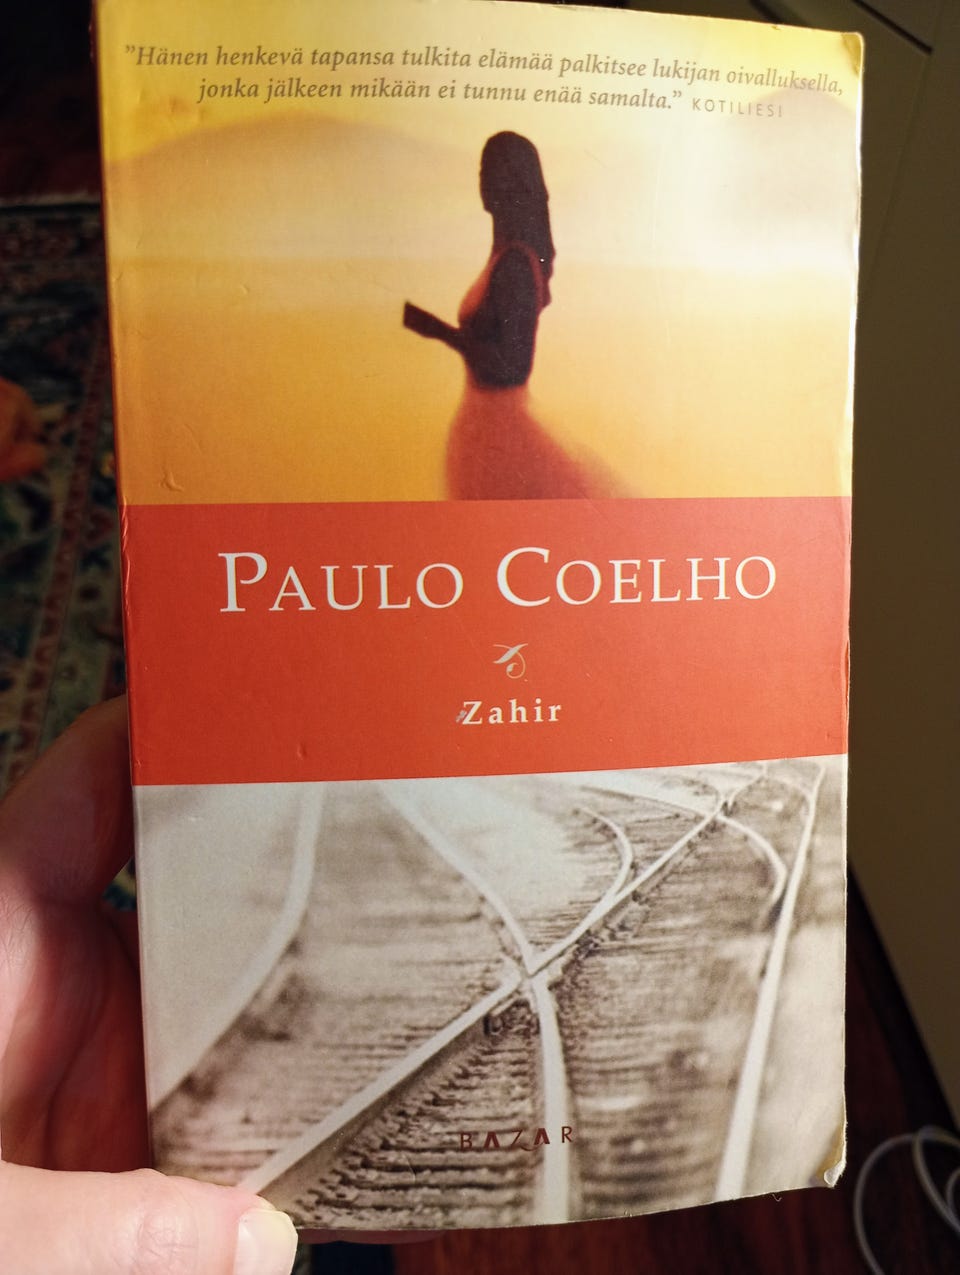 ”Hänen henkevä tapansa tulkita elämää palkitsee lukijan oivalluksella,
jonka jälkeen mikään ei tunnu enää samalta.” KOTILIESI
PAULO COELHO
Zahir
BAZAR